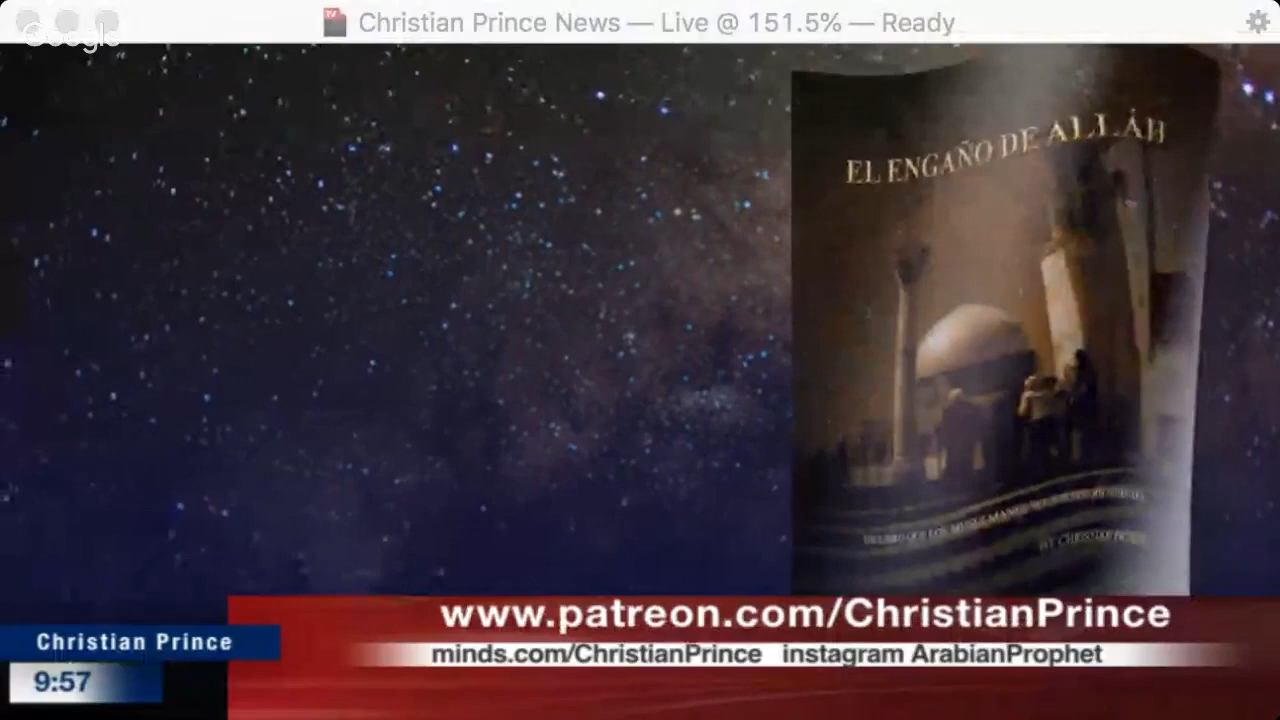 Christian Prince News — Live @ 151.5% — Ready
Google
EL ENGAÑO DE ALLÁH
www.patreon.com/ChristianPrince
Christian Prince
minds.com/ChristianPrince instagram ArabianProphet
9:57